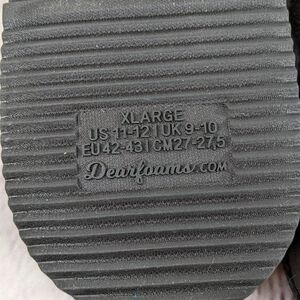 XLARGE
US 11-12 | UK 9-10
EU 42-43 | CM 27-27,5
Dearfoams.com